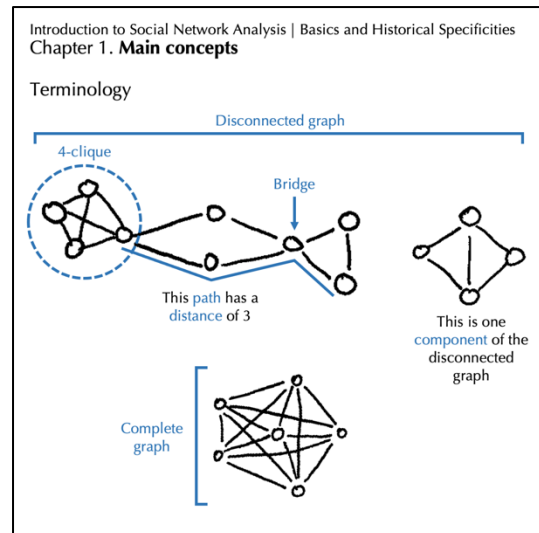 Introduction to Social Network Analysis | Basics and Historical Specificities
Chapter 1. Main concepts
Terminology
Disconnected graph
4-clique
Bridge
This path has a
distance of 3
This is one
component of the
disconnected
graph
Complete
graph